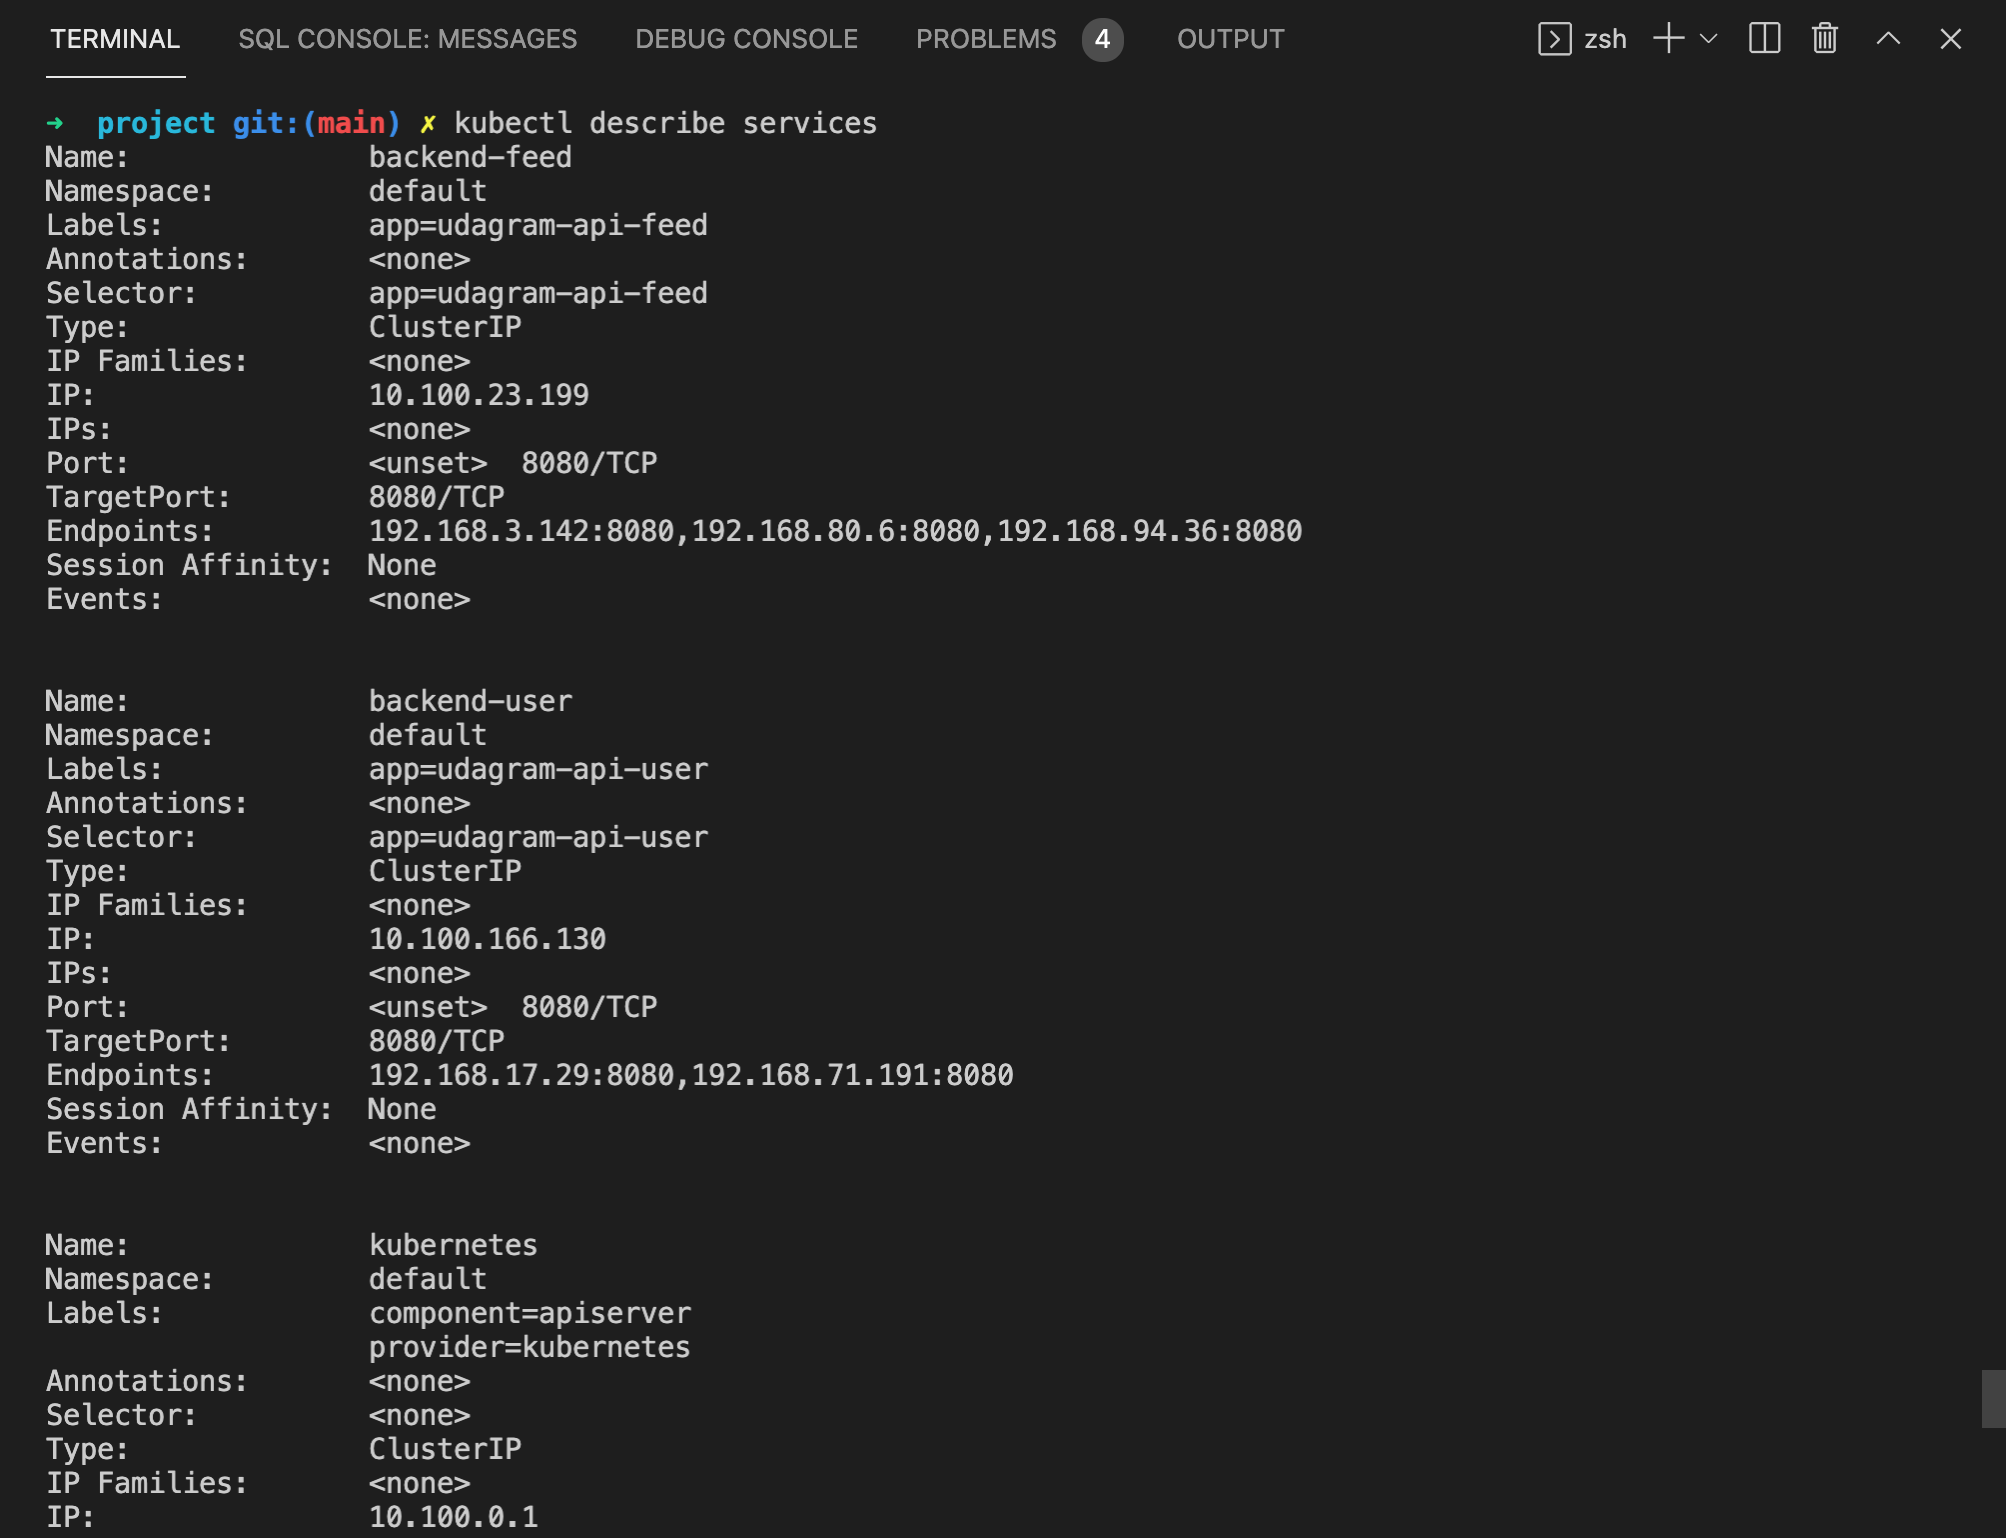 TERMINAL SQL CONSOLE: MESSAGES DEBUG CONSOLE PROBLEMS 4 OUTPUT zsh
➜  project git:(main) ✗ kubectl describe services
Name:              backend-feed
Namespace:         default
Labels:            app=udagram-api-feed
Annotations:       <none>
Selector:          app=udagram-api-feed
Type:              ClusterIP
IP Families:       <none>
IP:                10.100.23.199
IPs:               <none>
Port:              <unset>  8080/TCP
TargetPort:        8080/TCP
Endpoints:         192.168.3.142:8080,192.168.80.6:8080,192.168.94.36:8080
Session Affinity:  None
Events:            <none>
Name:              backend-user
Namespace:         default
Labels:            app=udagram-api-user
Annotations:       <none>
Selector:          app=udagram-api-user
Type:              ClusterIP
IP Families:       <none>
IP:                10.100.166.130
IPs:               <none>
Port:              <unset>  8080/TCP
TargetPort:        8080/TCP
Endpoints:         192.168.17.29:8080,192.168.71.191:8080
Session Affinity:  None
Events:            <none>
Name:              kubernetes
Namespace:         default
Labels:            component=apiserver
                   provider=kubernetes
Annotations:       <none>
Selector:          <none>
Type:              ClusterIP
IP Families:       <none>
IP:                10.100.0.1